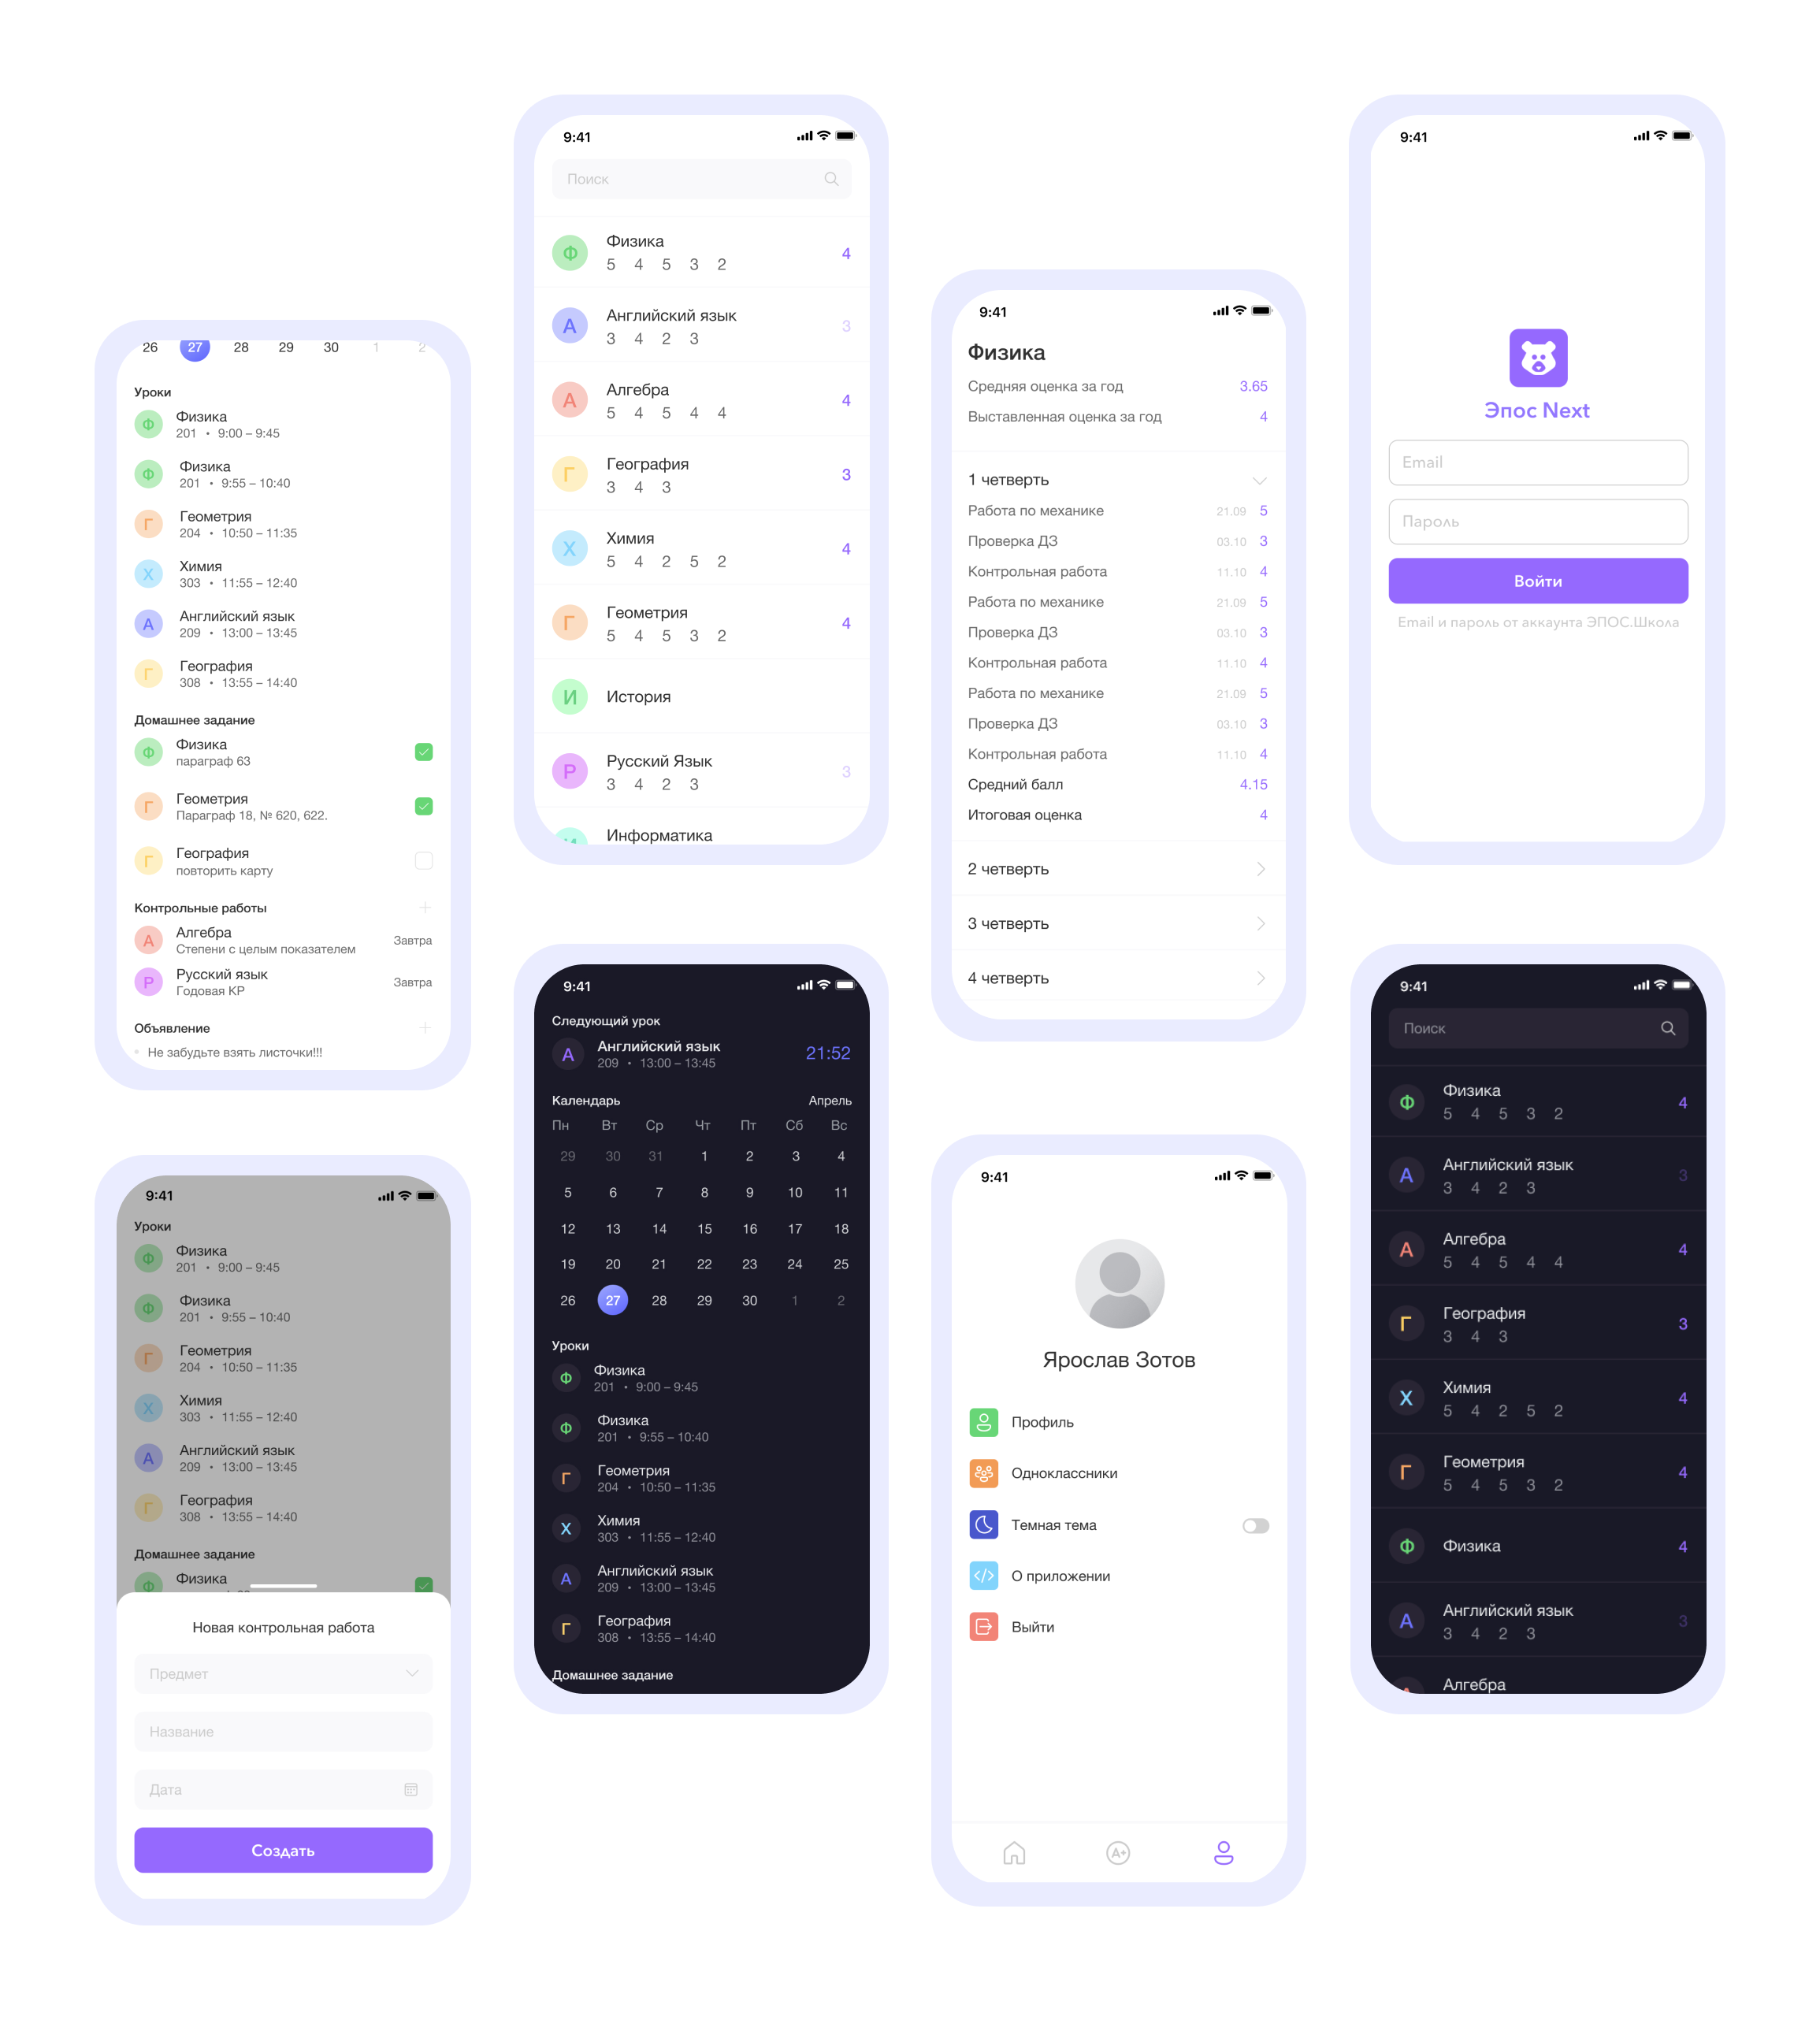 26 27 28 29 30 1 2
Уроки
Физика
201 • 9:00 – 9:45
Физика
201 • 9:55 – 10:40
Геометрия
204 • 10:50 – 11:35
Химия
303 • 11:55 – 12:40
Английский язык
209 • 13:00 – 13:45
География
308 • 13:55 – 14:40
Домашнее задание
Физика
параграф 63
Геометрия
Параграф 18, № 620, 622.
География
повторить карту
Контрольные работы
Алгебра
Степени с целым показателем
Завтра
Русский язык
Годовая КР
Завтра
Объявление
Не забудьте взять листочки!!!
9:41
Уроки
Физика
201 • 9:00 – 9:45
Физика
201 • 9:55 – 10:40
Геометрия
204 • 10:50 – 11:35
Химия
303 • 11:55 – 12:40
Английский язык
209 • 13:00 – 13:45
География
308 • 13:55 – 14:40
Домашнее задание
Физика
Новая контрольная работа
Предмет
Название
Дата
Создать
9:41
Поиск
Ф Физика 4
5 4 5 3 2
А Английский язык 3
3 4 2 3
А Алгебра 4
5 4 5 4 4
Г География 3
3 4 3
Х Химия 4
5 4 2 5 2
Г Геометрия 4
5 4 5 3 2
И История
Р Русский Язык 3
3 4 2 3
Информатика
9:41
Следующий урок
А Английский язык 21:52
209 • 13:00 – 13:45
Календарь Апрель
Пн Вт Ср Чт Пт Сб Вс
29 30 31 1 2 3 4
5 6 7 8 9 10 11
12 13 14 15 16 17 18
19 20 21 22 23 24 25
26 27 28 29 30 1 2
Уроки
Ф Физика
201 • 9:00 – 9:45
Ф Физика
201 • 9:55 – 10:40
Г Геометрия
204 • 10:50 – 11:35
Х Химия
303 • 11:55 – 12:40
А Английский язык
209 • 13:00 – 13:45
Г География
308 • 13:55 – 14:40
Домашнее задание
9:41
Физика
Средняя оценка за год 3.65
Выставленная оценка за год 4
1 четверть
Работа по механике 21.09 5
Проверка ДЗ 03.10 3
Контрольная работа 11.10 4
Работа по механике 21.09 5
Проверка ДЗ 03.10 3
Контрольная работа 11.10 4
Работа по механике 21.09 5
Проверка ДЗ 03.10 3
Контрольная работа 11.10 4
Средний балл 4.15
Итоговая оценка 4
2 четверть
3 четверть
4 четверть
9:41
Ярослав Зотов
Профиль
Одноклассники
Темная тема
О приложении
Выйти
A+
9:41
Эпос Next
Email
Пароль
Войти
Email и пароль от аккаунта ЭПОС.Школа
9:41
Поиск
Ф Физика 4
5 4 5 3 2
А Английский язык 3
3 4 2 3
А Алгебра 4
5 4 5 4 4
Г География 3
3 4 3
Х Химия 4
5 4 2 5 2
Г Геометрия 4
5 4 5 3 2
Ф Физика 4
А Английский язык 3
3 4 2 3
Алгебра